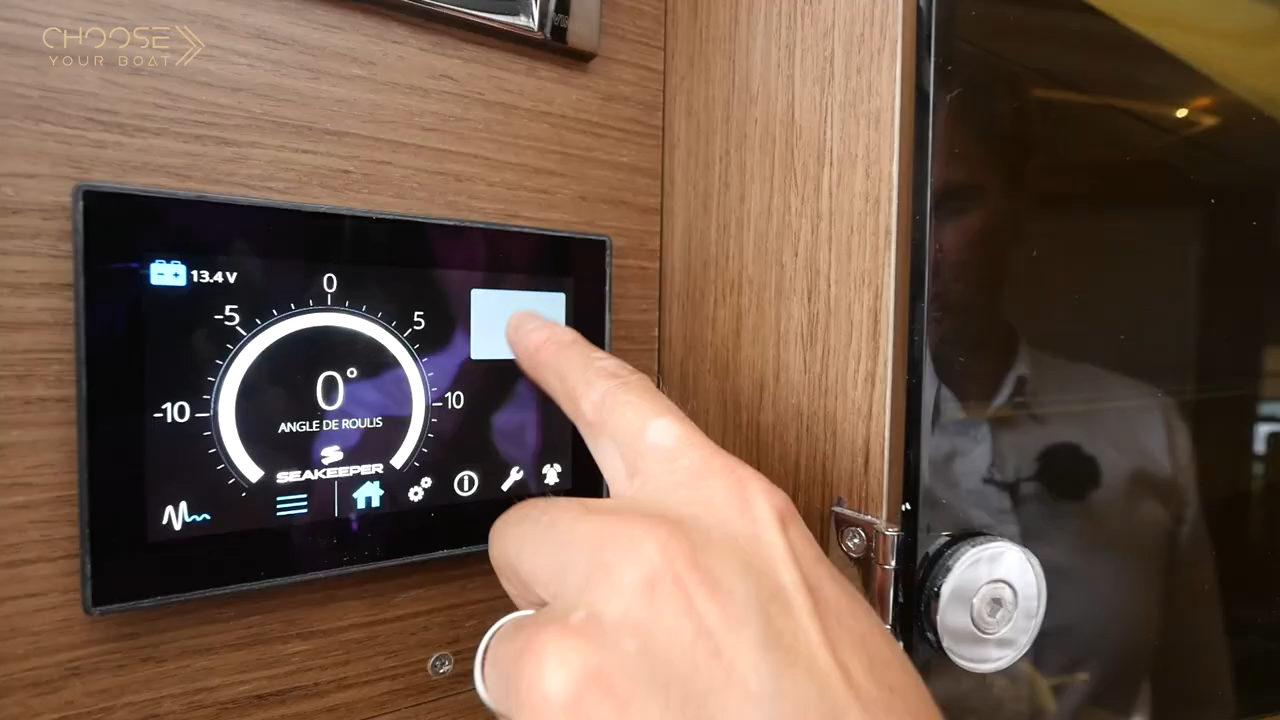 CHOOSE
YOUR BOAT
13.4 V
0
-5
5
-10
10
0°
ANGLE DE ROULIS
SEAKEEPER